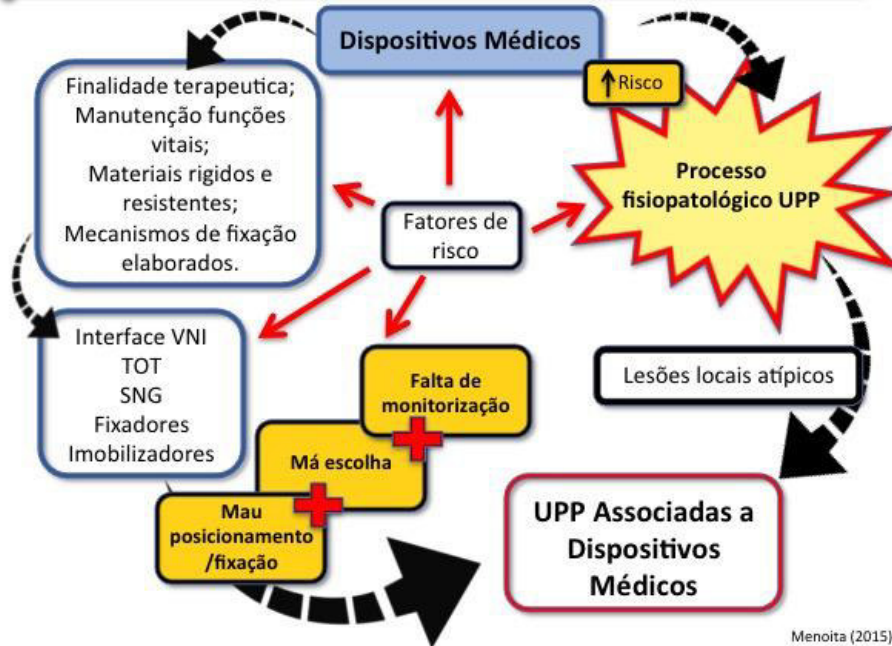 Dispositivos Médicos
↑ Risco
Finalidade terapeutica;
Manutenção funções
vitais;
Materiais rigidos e
resistentes;
Mecanismos de fixação
elaborados.
Processo
fisiopatológico UPP
Fatores de
risco
Interface VNI
TOT
SNG
Fixadores
Imobilizadores
Falta de
monitorização
Má escolha
Mau
posicionamento
/fixação
Lesões locais atípicos
UPP Associadas a
Dispositivos
Médicos
Menoita (2015)